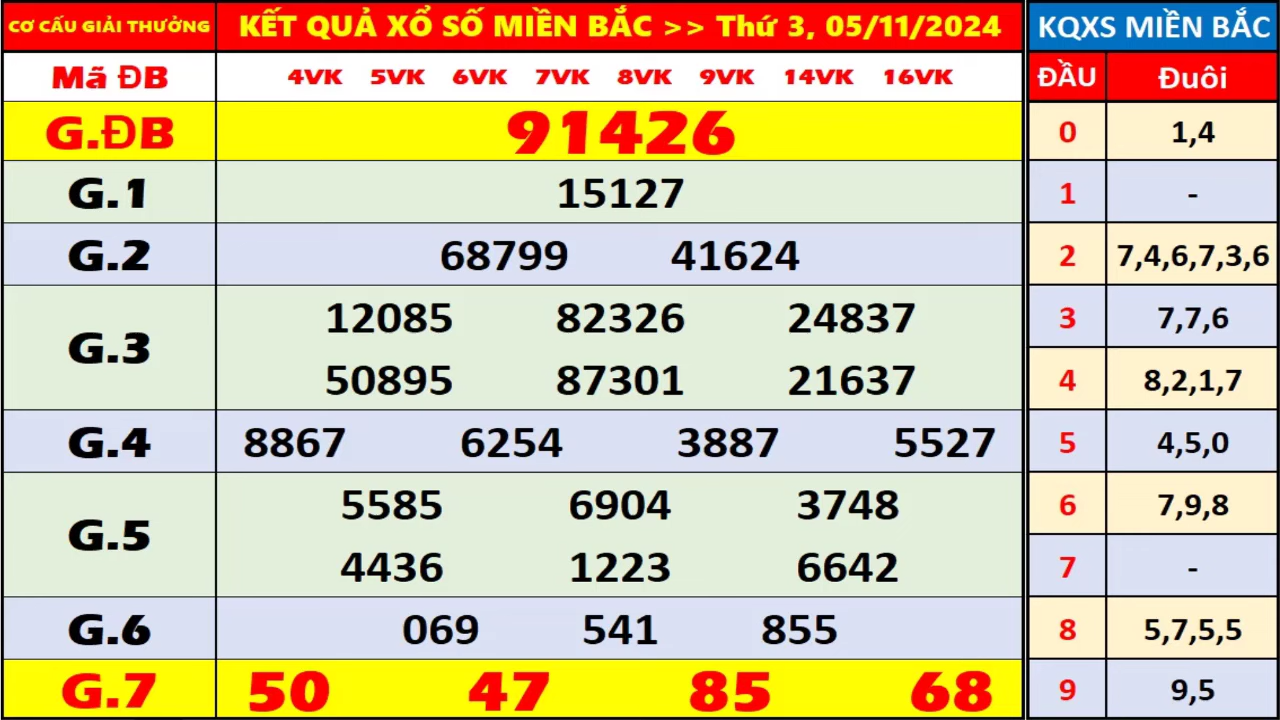 CƠ CẤU GIẢI THƯỞNG KẾT QUẢ XỔ SỐ MIỀN BẮC >> Thứ 3, 05/11/2024 KQXS MIỀN BẮC
Mã ĐB 4VK 5VK 6VK 7VK 8VK 9VK 14VK 16VK ĐẦU Đuôi
G.ĐB 91426 0 1,4
G.1 15127 1 -
G.2 68799 41624 2 7,4,6,7,3,6
G.3 12085 82326 24837 3 7,7,6
50895 87301 21637 4 8,2,1,7
G.4 8867 6254 3887 5527 5 4,5,0
G.5 5585 6904 3748 6 7,9,8
4436 1223 6642 7 -
G.6 069 541 855 8 5,7,5,5
G.7 50 47 85 68 9 9,5